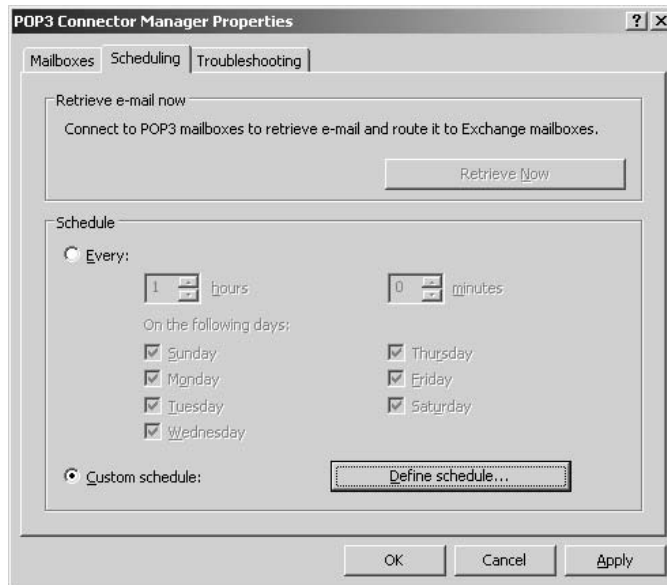 POP3 Connector Manager Properties
Mailboxes Scheduling Troubleshooting
Retrieve e-mail now
Connect to POP3 mailboxes to retrieve e-mail and route it to Exchange mailboxes.
Retrieve Now
Schedule
Every:
1 hours 0 minutes
On the following days:
Sunday Thursday
Monday Friday
Tuesday Saturday
Wednesday
Custom schedule: Define schedule...
OK Cancel Apply